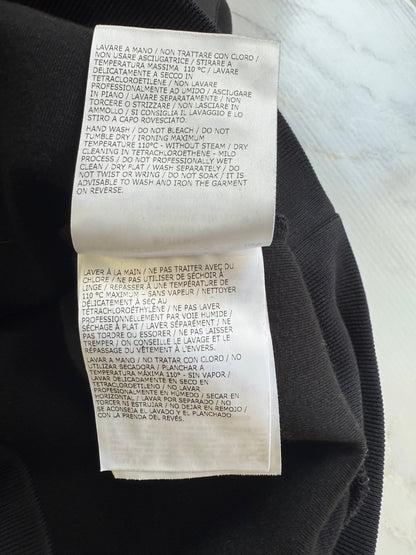 LAVARE A MANO / NON TRATTARE CON CLORO /
NON USARE ASCIUGATRICE / STIRARE A
TEMPERATURA MASSIMA 110 °C / LAVARE
DELICATAMENTE A SECCO IN
TETRACLOROETILENE / NON LAVARE
PROFESSIONALMENTE AD UMIDO / ASCIUGARE
IN PIANO / LAVARE SEPARATAMENTE / NON
TORCERE O STRIZZARE / NON LASCIARE IN
AMMOLLO / SI CONSIGLIA IL LAVAGGIO E LO
STIRO A CAPO ROVESCIATO.
HAND WASH / DO NOT BLEACH / DO NOT
TUMBLE DRY / IRONING MAXIMUM
TEMPERATURE 110°C - WITHOUT STEAM / DRY
CLEANING IN TETRACHLOROETHENE - MILD
PROCESS / DO NOT PROFESSIONALLY WET
CLEAN / DRY FLAT / WASH SEPARATELY / DO
NOT TWIST OR WRING / DO NOT SOAK / IT IS
ADVISABLE TO WASH AND IRON THE GARMENT
ON REVERSE.
LAVER À LA MAIN / NE PAS TRAITER AVEC DU
CHLORE / NE PAS UTILISER DE SÉCHOIR À
LINGE / REPASSER À UNE TEMPÉRATURE DE
110 °C MAXIMUM – SANS VAPEUR / NETTOYER
DÉLICATEMENT À SEC AU
TÉTRACHLOROÉTHYLÈNE / NE PAS LAVER
PROFESSIONNELLEMENT PAR VOIE HUMIDE /
SÉCHAGE À PLAT / LAVER SÉPARÉMENT / NE
PAS TORDRE OU ESSORER / NE PAS LAISSER
TREMPER / ON CONSEILLE LE LAVAGE ET LE
REPASSAGE DU VÊTEMENT À L'ENVERS.
LAVAR A MANO / NO TRATAR CON CLORO / NO
UTILIZAR SECADORA / PLANCHAR A
TEMPERATURA MÁXIMA 110° - SIN VAPOR /
LAVAR DELICADAMENTE EN SECO EN
TETRACLOROETILENO / NO LAVAR
PROFESIONALMENTE EN HÚMEDO / SECAR EN
HORIZONTAL / LAVAR POR SEPARADO / NO
TORCER NI ESTRUJAR / NO DEJAR EN REMOJO /
SE ACONSEJA EL LAVADO Y EL PLANCHADO
CON LA PRENDA DEL REVÉS.